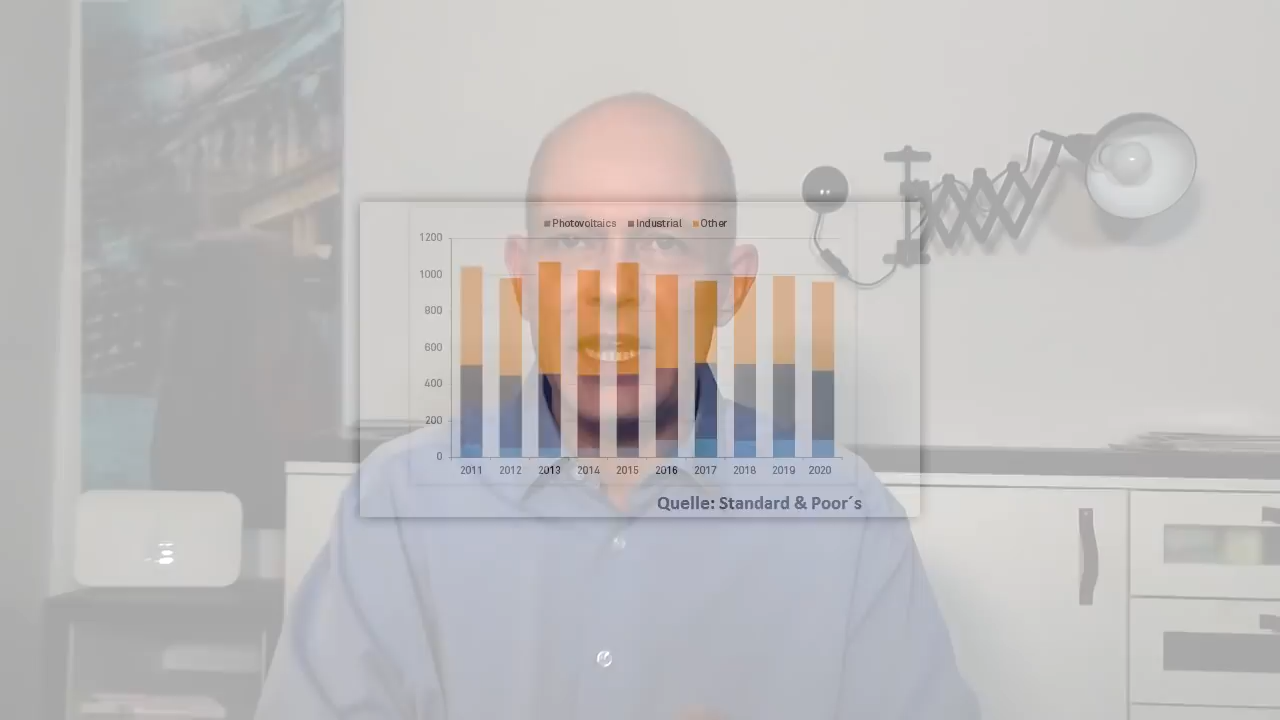 Photovoltaics Industrial Other
1200
1000
800
600
400
200
0
2011 2012 2013 2014 2015 2016 2017 2018 2019 2020
Quelle: Standard & Poor´s